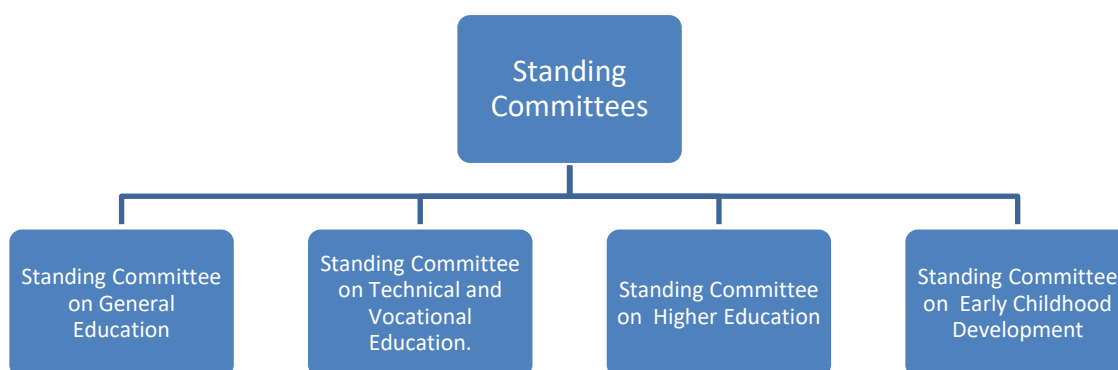 Standing
Committees
Standing Committee
on General
Education
Standing Committee
on Technical and
Vocational
Education.
Standing Committee
on  Higher Education
Standing Committee
on  Early Childhood
Development